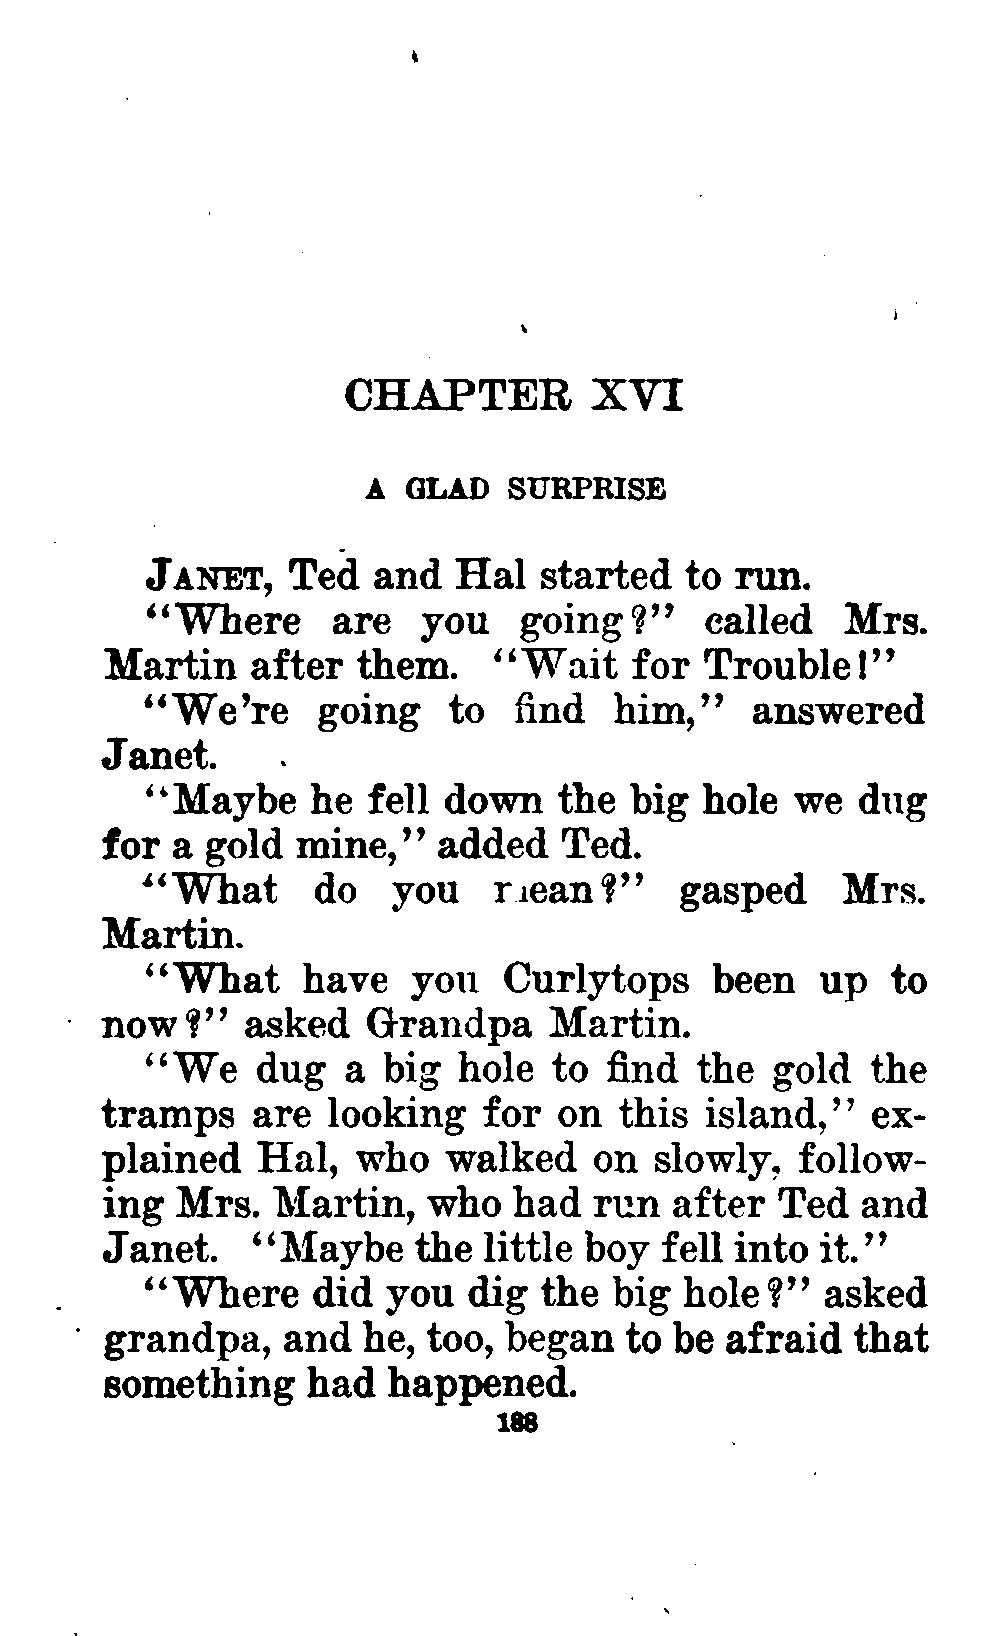 CHAPTER XVI
A GLAD SURPRISE
JANET, Ted and Hal started to run.
“Where are you going?” called Mrs.
Martin after them. “Wait for Trouble!”
“We're going to find him,” answered
Janet.
“Maybe he fell down the big hole we dug
for a gold mine,” added Ted.
“What do you mean?” gasped Mrs.
Martin.
“What have you Curlytops been up to
now?” asked Grandpa Martin.
“We dug a big hole to find the gold the
tramps are looking for on this island,” ex-
plained Hal, who walked on slowly, follow-
ing Mrs. Martin, who had run after Ted and
Janet. “Maybe the little boy fell into it.”
“Where did you dig the big hole?” asked
grandpa, and he, too, began to be afraid that
something had happened.
188